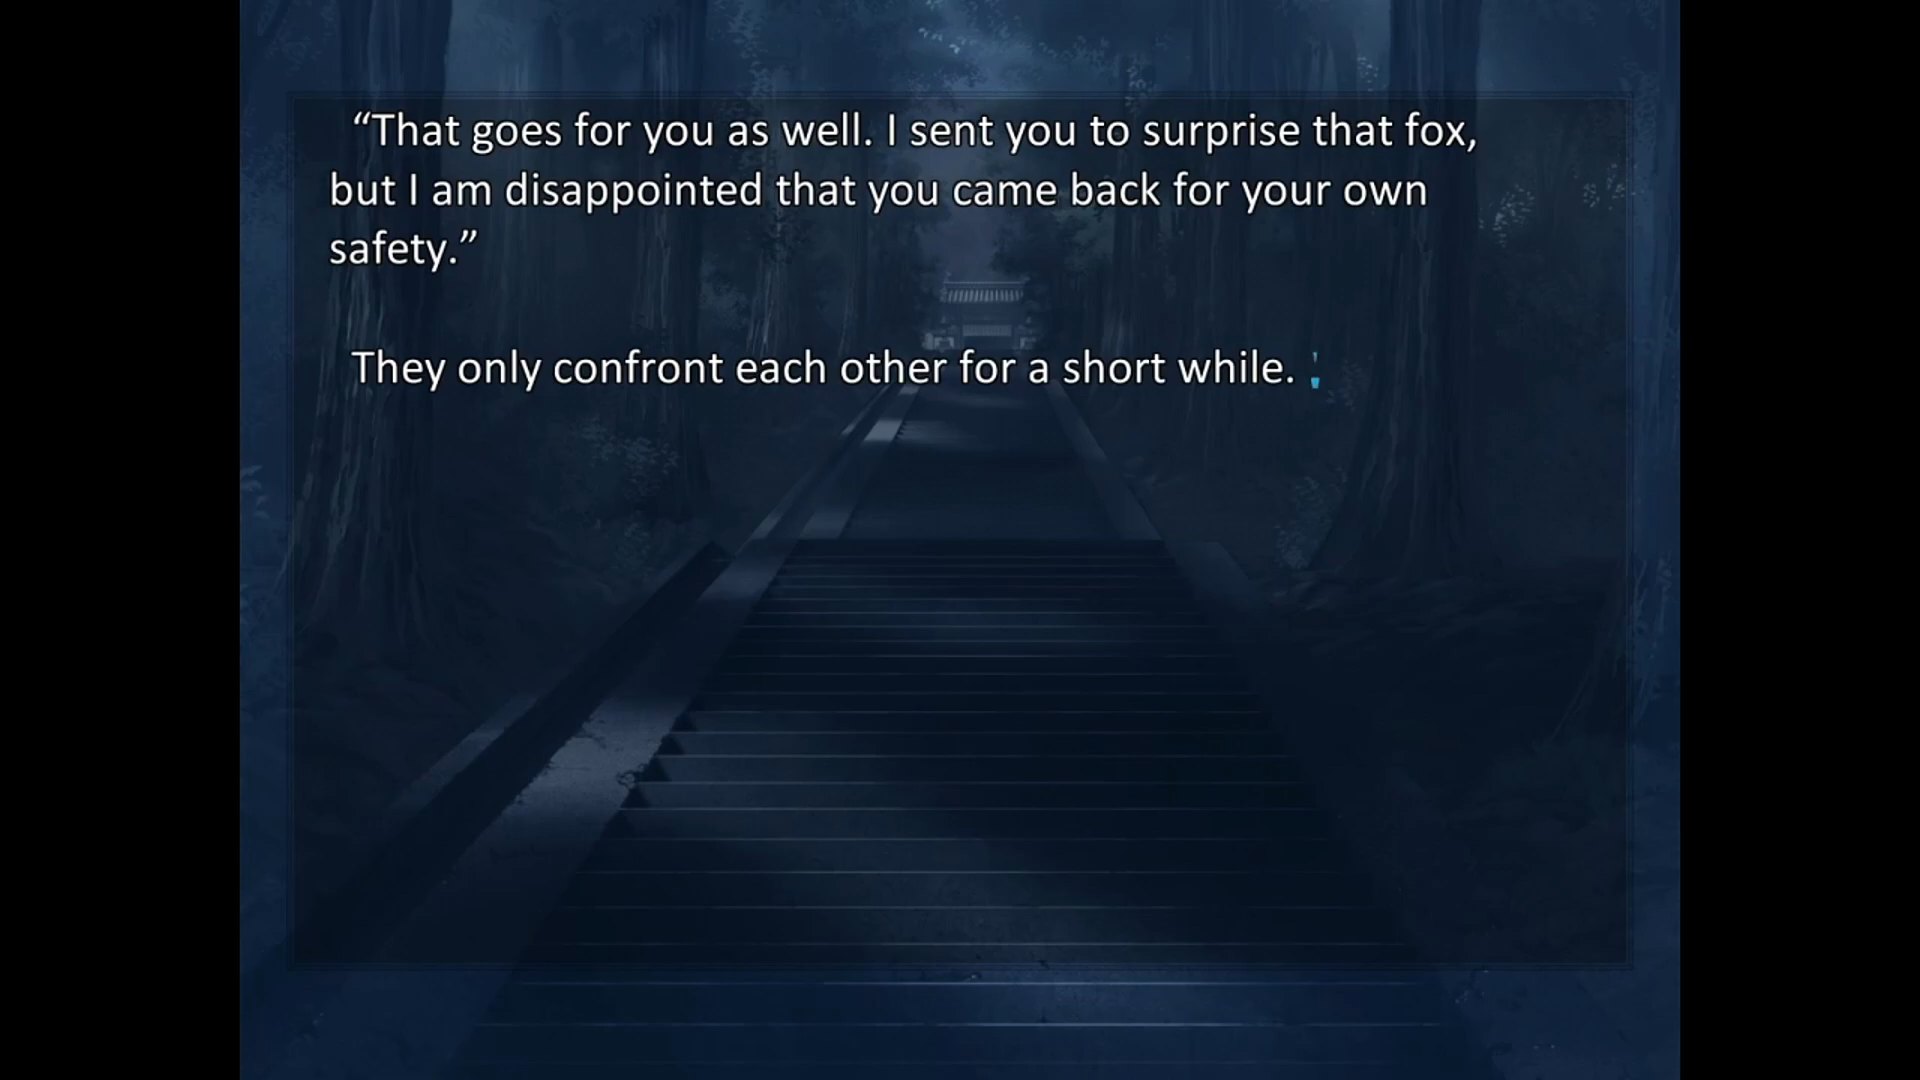 “That goes for you as well. I sent you to surprise that fox,
but I am disappointed that you came back for your own
safety.”
They only confront each other for a short while.